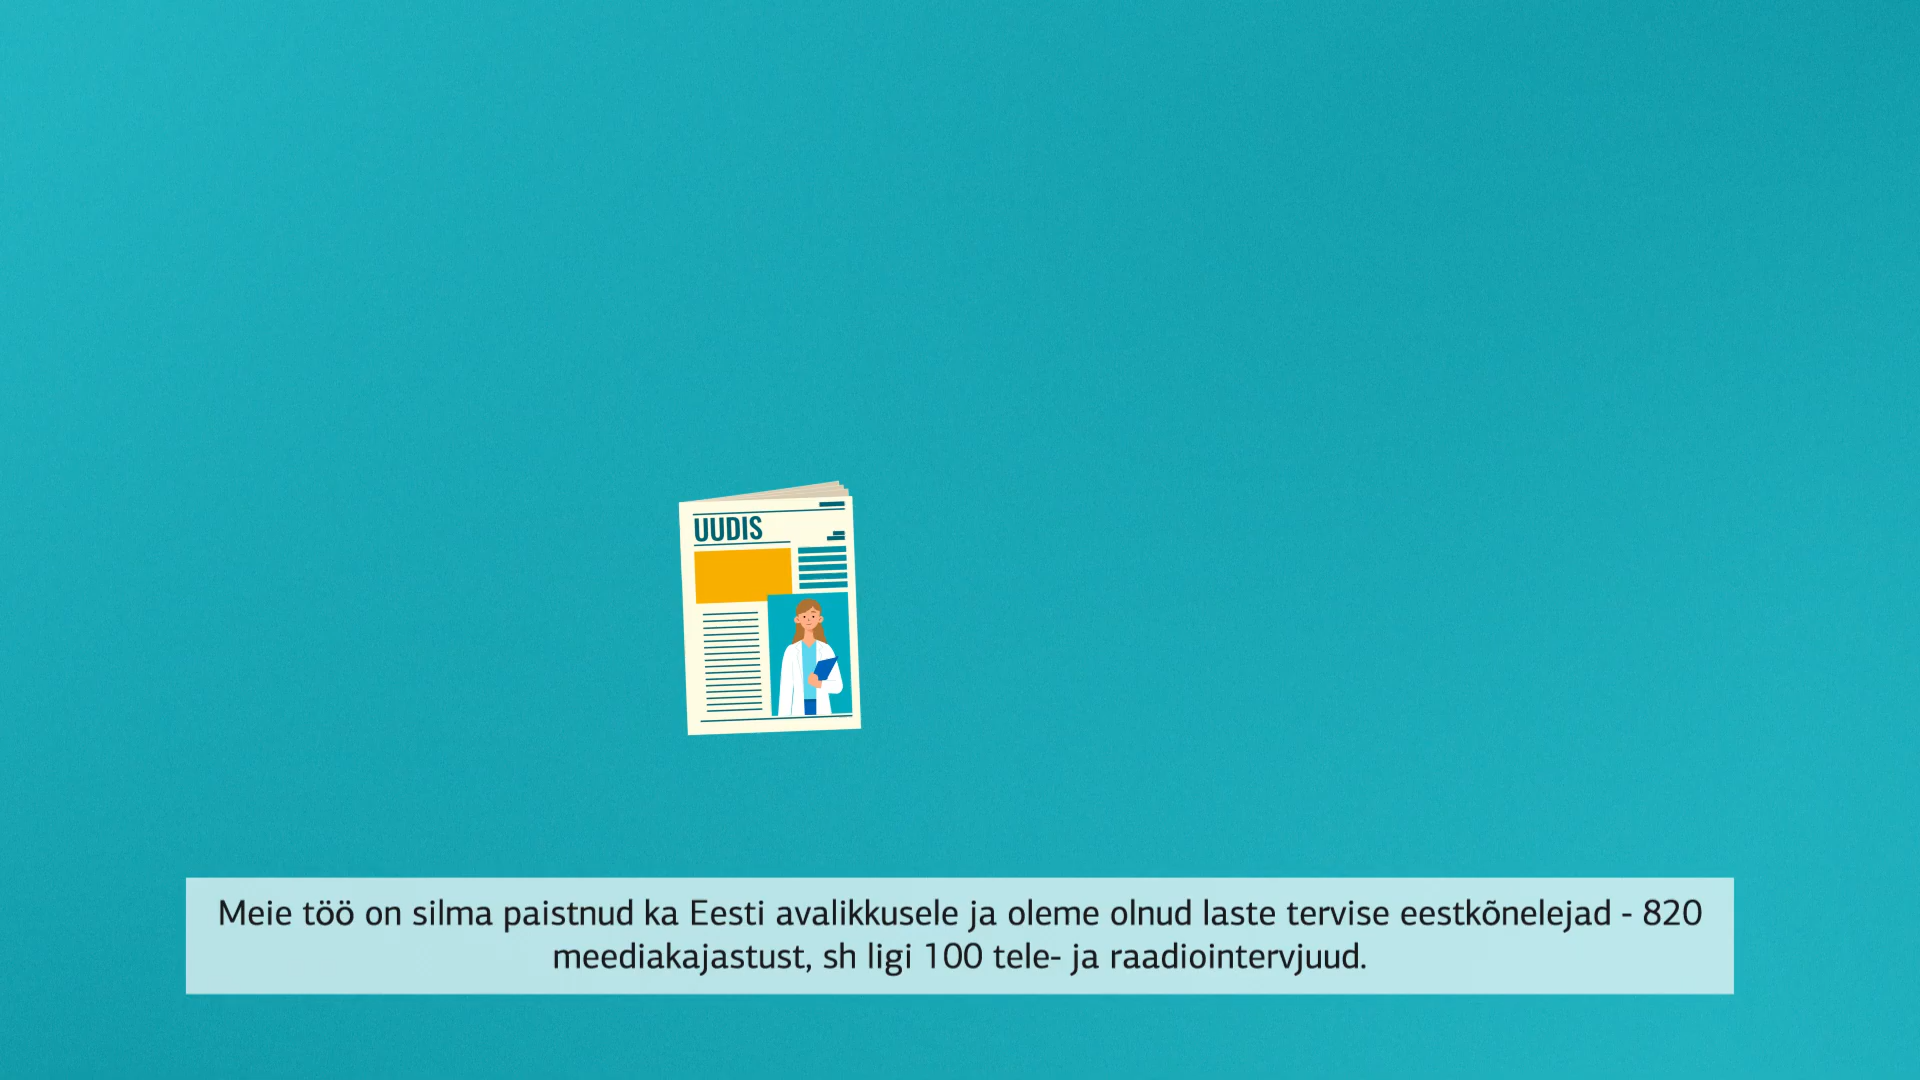 UUDIS
Meie töö on silma paistnud ka Eesti avalikkusele ja oleme olnud laste tervise eestkõnelejad - 820
meediakajastust, sh ligi 100 tele- ja raadiointervjuud.